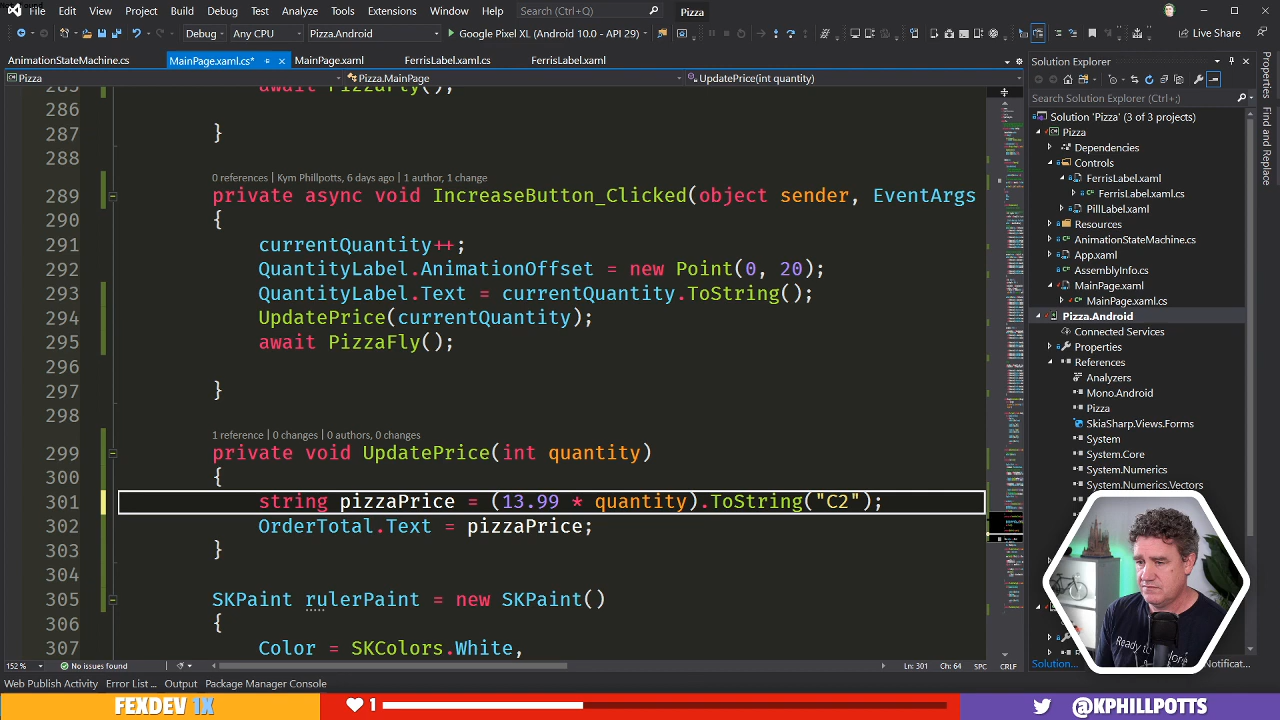 File Edit View Project Build Debug Test Analyze Tools Extensions Window Help Search (Ctrl+Q) Pizza
Debug Any CPU Pizza.Android Google Pixel XL (Android 10.0 - API 29) Live Share
AnimationStateMachine.cs MainPage.xaml.cs* MainPage.xaml FerrisLabel.xaml.cs FerrisLabel.xaml
Pizza Pizza.MainPage UpdatePrice(int quantity)
285 await PizzaFly();
286
287 }
288
0 references | Kym Phillpotts, 6 days ago | 1 author, 1 change
289 private async void IncreaseButton_Clicked(object sender, EventArgs
290 {
291 currentQuantity++;
292 QuantityLabel.AnimationOffset = new Point(0, 20);
293 QuantityLabel.Text = currentQuantity.ToString();
294 UpdatePrice(currentQuantity);
295 await PizzaFly();
296
297 }
298
1 reference | 0 changes | 0 authors, 0 changes
299 private void UpdatePrice(int quantity)
300 {
301 string pizzaPrice = (13.99 * quantity).ToString("C2");
302 OrderTotal.Text = pizzaPrice;
303 }
304
305 SKPaint rulerPaint = new SKPaint()
306 {
307 Color = SKColors.White,
152 % No issues found Ln: 301 Ch: 64 SPC CRLF
Web Publish Activity Error List ... Output Package Manager Console
Solution Explorer
Search Solution Explorer (Ctrl+;)
Solution 'Pizza' (3 of 3 projects)
Pizza
Dependencies
Controls
FerrisLabel.xaml
FerrisLabel.xaml.cs
PillLabel.xaml
Resources
AnimationStateMachine.cs
App.xaml
AssemblyInfo.cs
MainPage.xaml
MainPage.xaml.cs
Pizza.Android
Connected Services
Properties
References
Analyzers
Mono.Android
Pizza
SkiaSharp.Views.Forms
System
System.Core
System.Numerics
System.Numerics.Vectors
Solution... Notificat...
Properties
Find and Replace
Ready to
FEXDEV 1X 1 @KPHILLPOTTS